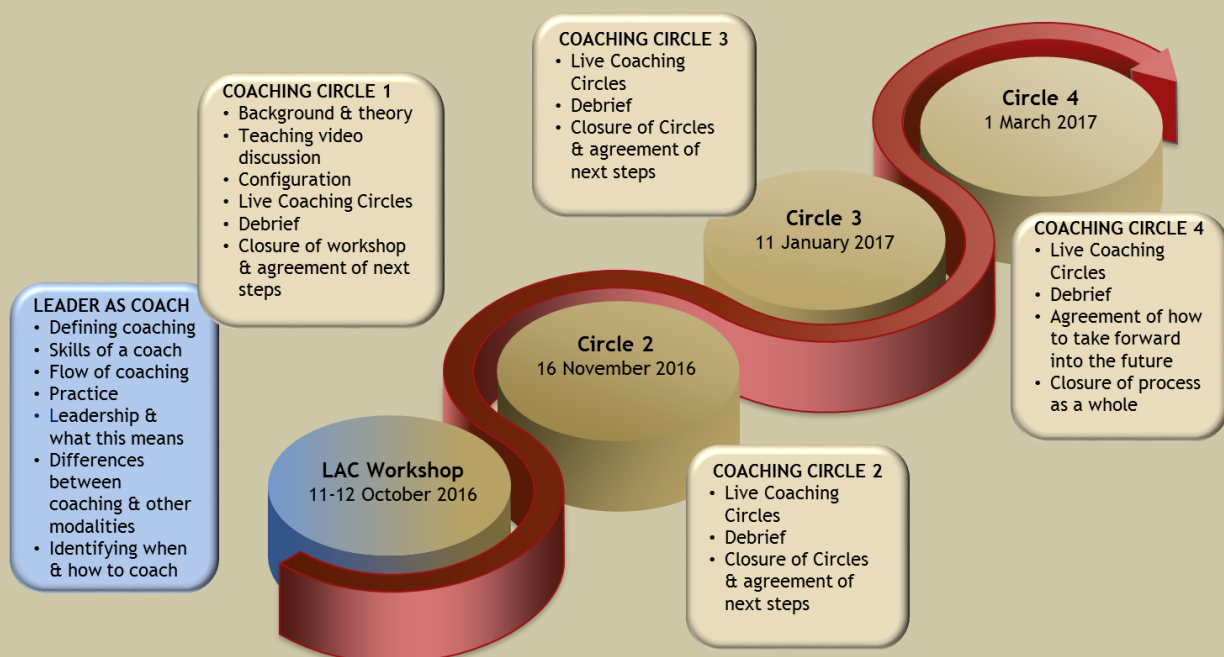 LEADER AS COACH
• Defining coaching
• Skills of a coach
• Flow of coaching
• Practice
• Leadership &
what this means
• Differences
between
coaching & other
modalities
• Identifying when
& how to coach
COACHING CIRCLE 1
• Background & theory
• Teaching video
discussion
• Configuration
• Live Coaching Circles
• Debrief
• Closure of workshop
& agreement of next
steps
LAC Workshop
11-12 October 2016
Circle 2
16 November 2016
COACHING CIRCLE 2
• Live Coaching
Circles
• Debrief
• Closure of Circles
& agreement of
next steps
COACHING CIRCLE 3
• Live Coaching
Circles
• Debrief
• Closure of Circles
& agreement of
next steps
Circle 3
11 January 2017
Circle 4
1 March 2017
COACHING CIRCLE 4
• Live Coaching
Circles
• Debrief
• Agreement of how
to take forward
into the future
• Closure of process
as a whole